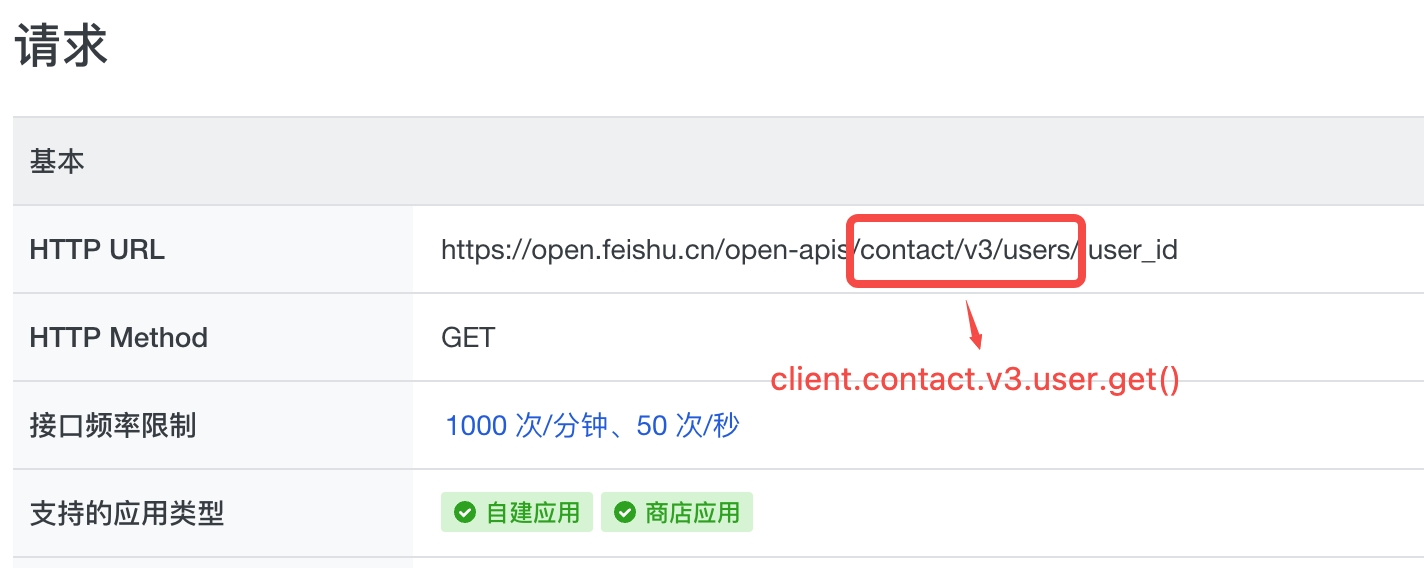 请求
基本
HTTP URL
https://open.feishu.cn/open-apis/contact/v3/users/:user_id
HTTP Method
GET
client.contact.v3.user.get()
接口频率限制
1000 次/分钟、50 次/秒
支持的应用类型
自建应用
商店应用